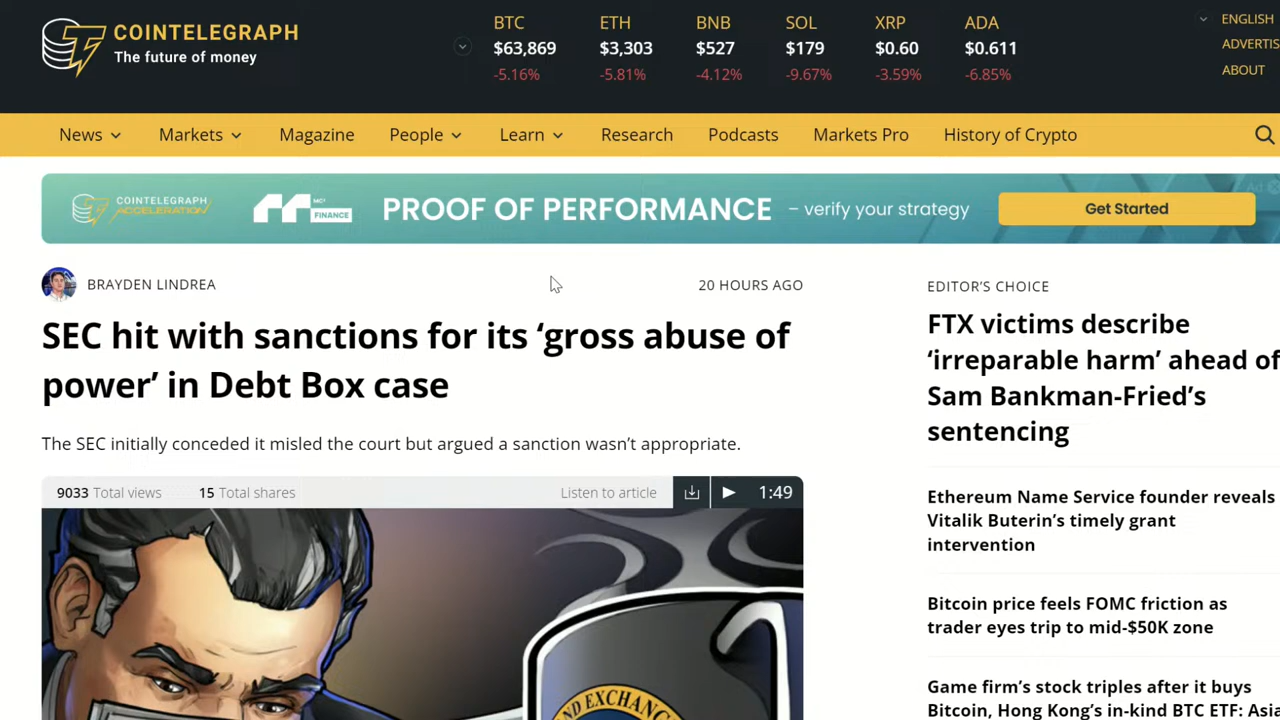 COINTELEGRAPH
The future of money
BTC ETH BNB SOL XRP ADA
$63,869 $3,303 $527 $179 $0.60 $0.611
-5.16% -5.81% -4.12% -9.67% -3.59% -6.85%
ENGLISH
ADVERTIS
ABOUT
News Markets Magazine People Learn Research Podcasts Markets Pro History of Crypto
COINTELEGRAPH
ACCELERATION
FINANCE
PROOF OF PERFORMANCE – verify your strategy
Get Started
Ad
BRAYDEN LINDREA
20 HOURS AGO
SEC hit with sanctions for its ‘gross abuse of
power’ in Debt Box case
The SEC initially conceded it misled the court but argued a sanction wasn’t appropriate.
9033 Total views 15 Total shares Listen to article 1:49
ND EXCHANG
EDITOR’S CHOICE
FTX victims describe
‘irreparable harm’ ahead of
Sam Bankman-Fried’s
sentencing
Ethereum Name Service founder reveals
Vitalik Buterin’s timely grant
intervention
Bitcoin price feels FOMC friction as
trader eyes trip to mid-$50K zone
Game firm’s stock triples after it buys
Bitcoin, Hong Kong’s in-kind BTC ETF: Asia